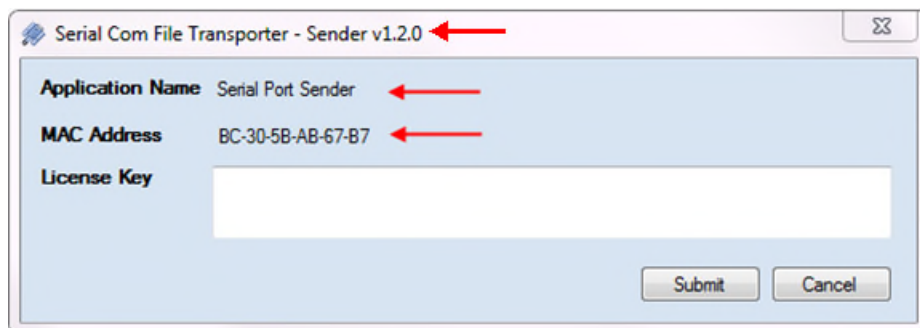 Serial Com File Transporter - Sender v1.2.0
Application Name Serial Port Sender
MAC Address BC-30-5B-AB-67-B7
License Key
Submit Cancel